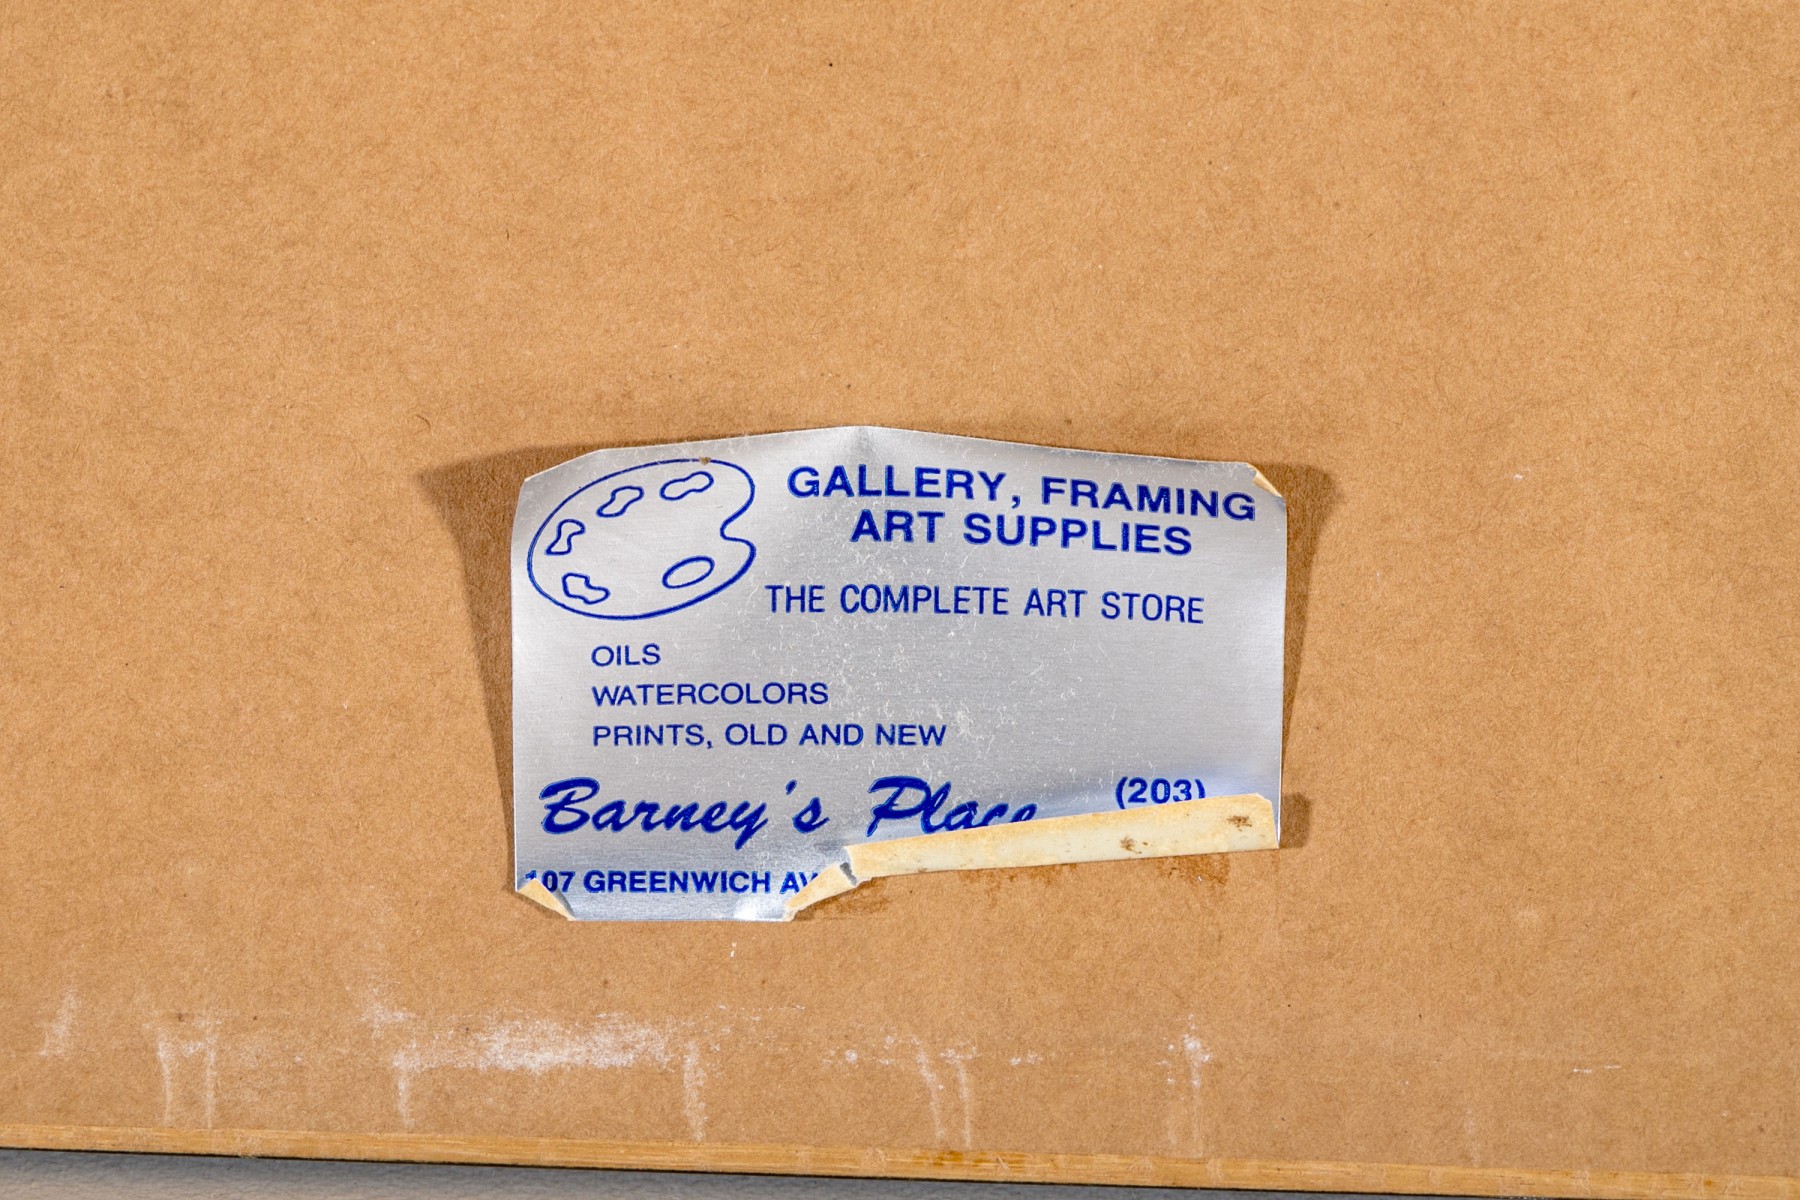 GALLERY, FRAMING
ART SUPPLIES
THE COMPLETE ART STORE
OILS
WATERCOLORS
PRINTS, OLD AND NEW
Barney's Place
(203)
107 GREENWICH AV